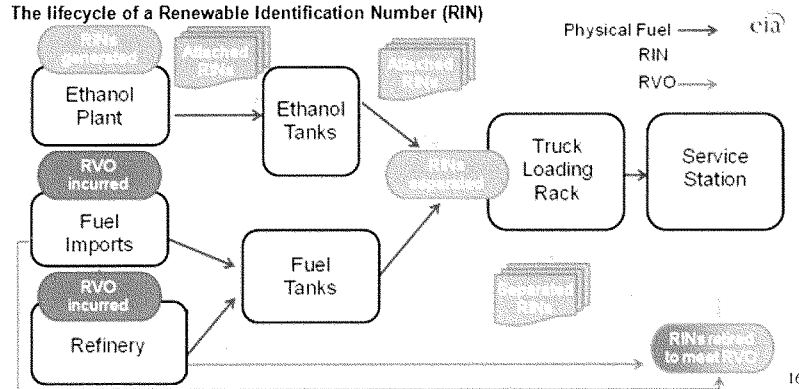 The lifecycle of a Renewable Identification Number (RIN)
Physical Fuel
eia
RIN
RVO
RINs
generated
Attached
RINs
Attached
RINs
Ethanol
Plant
Ethanol
Tanks
RVO
incurred
RINs
separated
Truck
Loading
Rack
Service
Station
Fuel
Imports
Fuel
Tanks
RVO
incurred
Separated
RINs
Refinery
RINs retired
to meet RVO
16